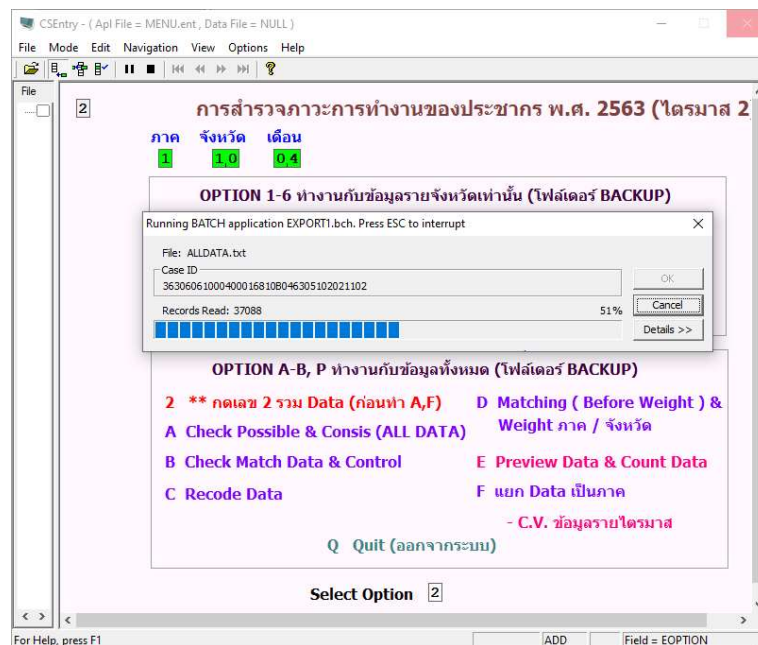 CSEntry - ( Apl File = MENU.ent , Data File = NULL )
File Mode Edit Navigation View Options Help
File
2
การสำรวจภาวะการทำงานของประชากร พ.ศ. 2563 (ไตรมาส 2
ภาค จังหวัด เดือน
1 1,0 0,4
OPTION 1-6 ทำงานกับข้อมูลรายจังหวัดเท่านั้น (โฟล์เดอร์ BACKUP)
Running BATCH application EXPORT1.bch. Press ESC to interrupt
File: ALLDATA.txt
Case ID
36306061000400016810B046305102021102
OK
Records Read: 37088
51%
Cancel
Details >>
OPTION A-B, P ทำงานกับข้อมูลทั้งหมด (โฟล์เดอร์ BACKUP)
2 ** กดเลข 2 รวม Data (ก่อนทำ A,F)
A Check Possible & Consis (ALL DATA)
B Check Match Data & Control
C Recode Data
D Matching ( Before Weight ) &
Weight ภาค / จังหวัด
E Preview Data & Count Data
F แยก Data เป็นภาค
- C.V. ข้อมูลรายไตรมาส
Q Quit (ออกจากระบบ)
Select Option 2
For Help, press F1
ADD
Field = EOPTION